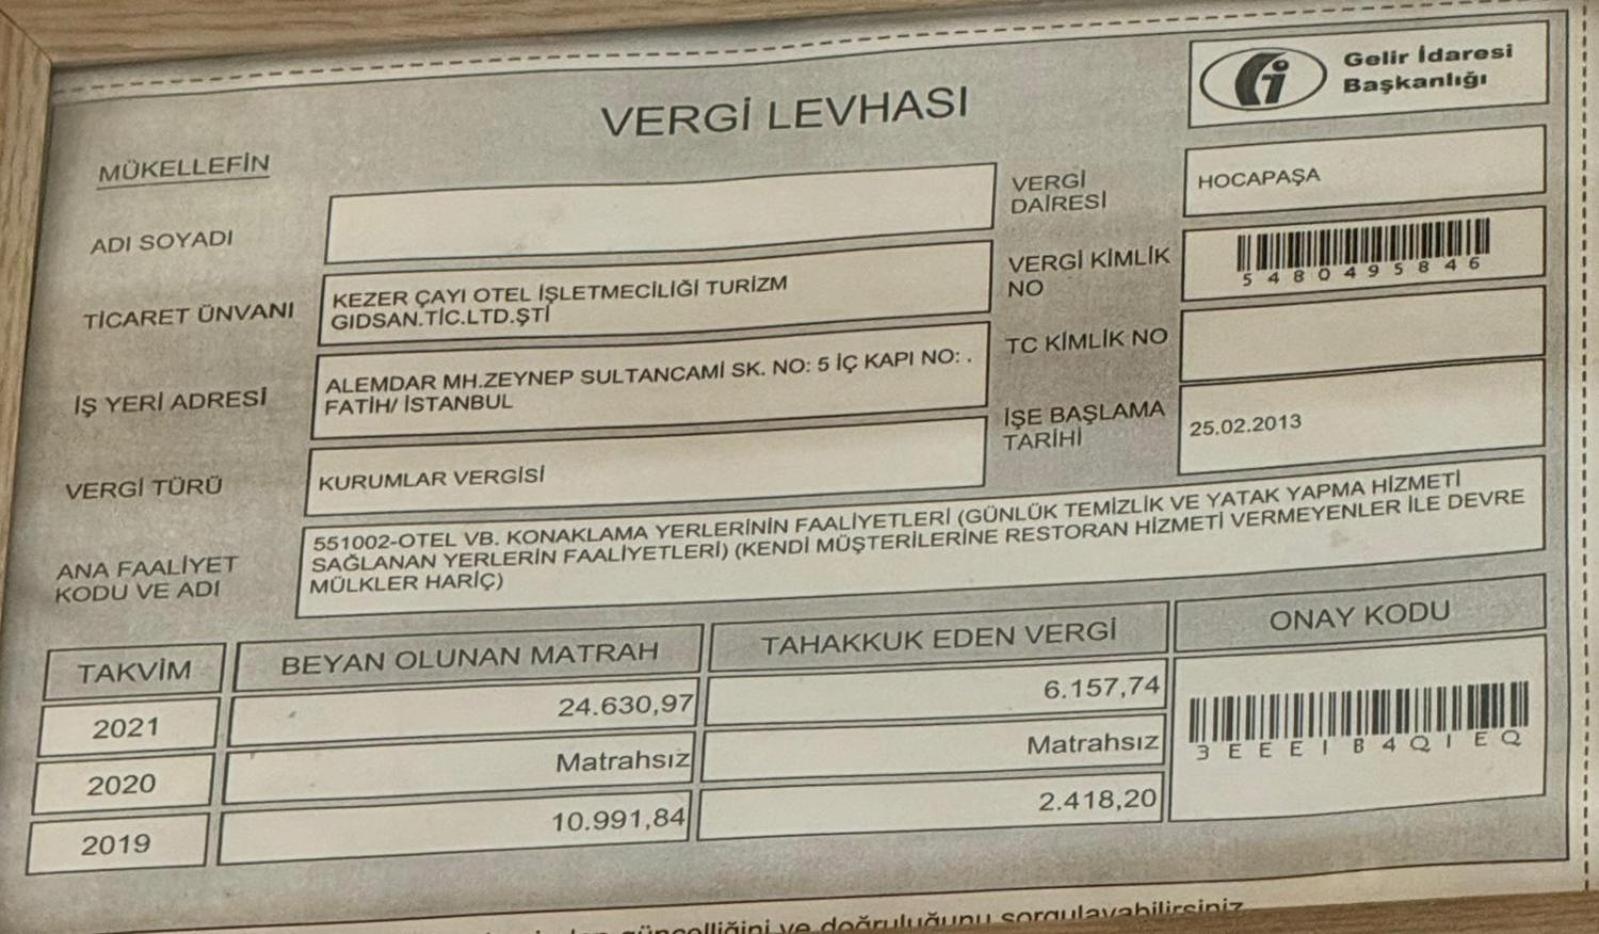 Gelir İdaresi
Başkanlığı
VERGİ LEVHASI
MÜKELLEFİN
ADI SOYADI
VERGİ
DAİRESİ
HOCAPAŞA
TİCARET ÜNVANI
KEZER ÇAYI OTEL İŞLETMECİLİĞİ TURİZM
GIDSAN.TİC.LTD.ŞTİ
VERGİ KİMLİK
NO
5480495846
İŞ YERİ ADRESİ
ALEMDAR MH.ZEYNEP SULTANCAMİ SK. NO: 5 İÇ KAPI NO: .
FATİH/ İSTANBUL
TC KİMLİK NO
VERGİ TÜRÜ
KURUMLAR VERGİSİ
İŞE BAŞLAMA
TARİHİ
25.02.2013
ANA FAALİYET
KODU VE ADI
551002-OTEL VB. KONAKLAMA YERLERİNİN FAALİYETLERİ (GÜNLÜK TEMİZLİK VE YATAK YAPMA HİZMETİ
SAĞLANAN YERLERİN FAALİYETLERİ) (KENDİ MÜŞTERİLERİNE RESTORAN HİZMETİ VERMEYENLER İLE DEVRE
MÜLKLER HARİÇ)
TAKVİM BEYAN OLUNAN MATRAH TAHAKKUK EDEN VERGİ ONAY KODU
2021 24.630,97 6.157,74
2020 Matrahsız Matrahsız
3EEEIB4QIEQ
2019 10.991,84 2.418,20
güncelliğini ve doğruluğunu sorgulayabilirsiniz